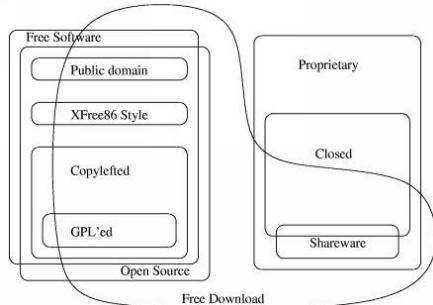 Free Software
Public domain
XFree86 Style
Copylefted
GPL'ed
Open Source
Proprietary
Closed
Shareware
Free Download